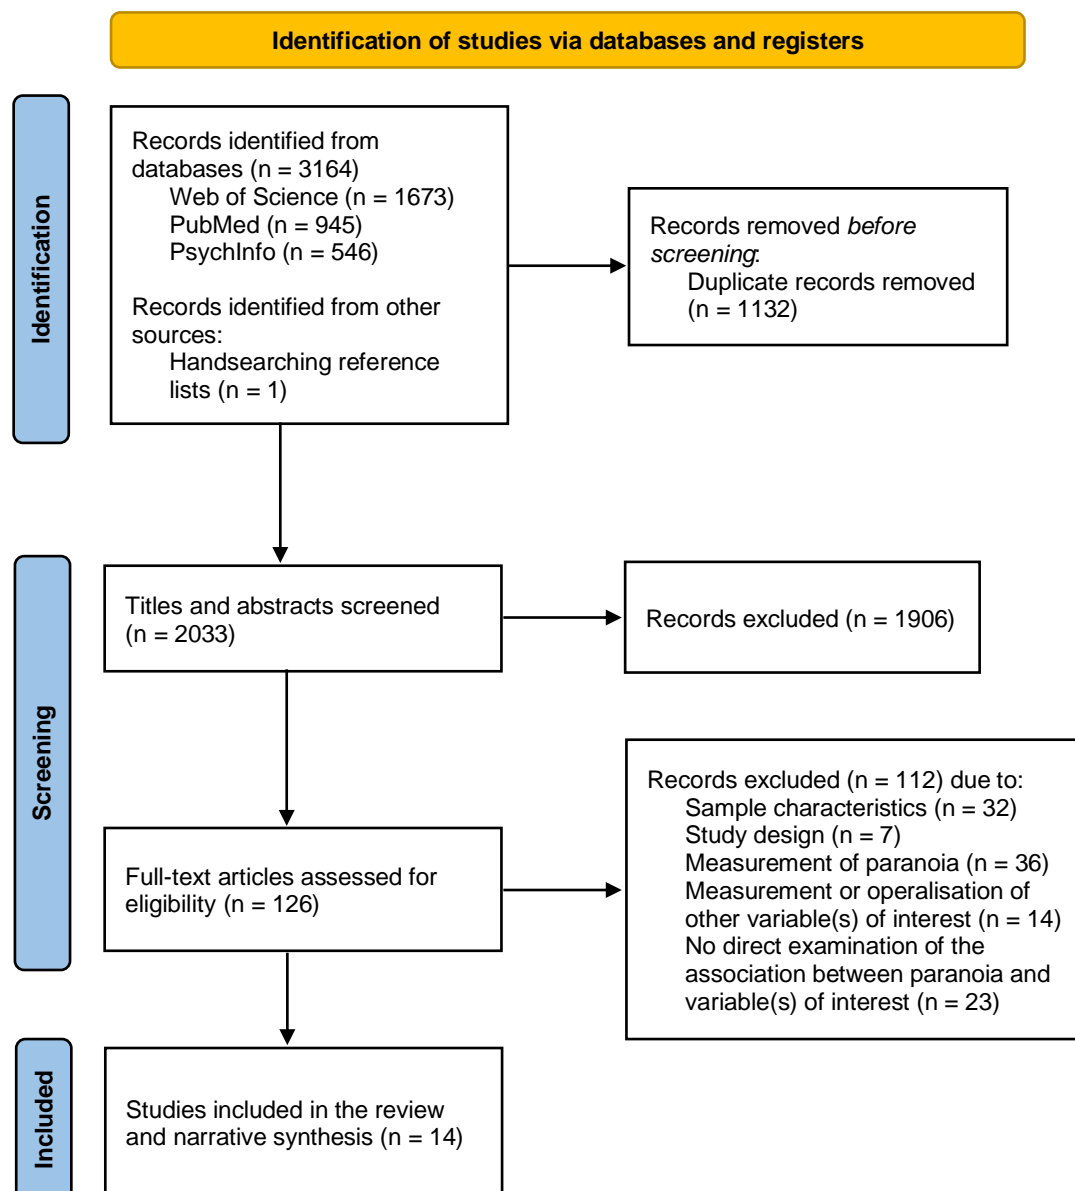 Identification of studies via databases and registers
Identification
Records identified from
databases (n = 3164)
Web of Science (n = 1673)
PubMed (n = 945)
PsychInfo (n = 546)
Records identified from other
sources:
Handsearching reference
lists (n = 1)
Records removed before
screening:
Duplicate records removed
(n = 1132)
Screening
Titles and abstracts screened
(n = 2033)
Records excluded (n = 1906)
Full-text articles assessed for
eligibility (n = 126)
Records excluded (n = 112) due to:
Sample characteristics (n = 32)
Study design (n = 7)
Measurement of paranoia (n = 36)
Measurement or operalisation of
other variable(s) of interest (n = 14)
No direct examination of the
association between paranoia and
variable(s) of interest (n = 23)
Included
Studies included in the review
and narrative synthesis (n = 14)